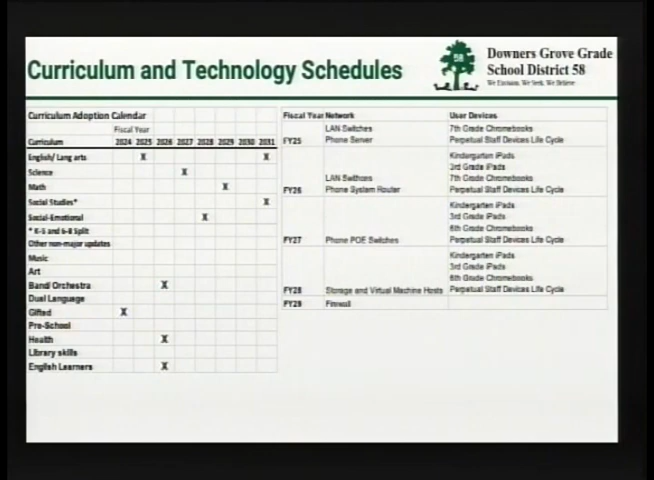 Curriculum and Technology Schedules
58
Downers Grove Grade
School District 58
We Envision. We Seek. We Believe
Curriculum Adoption Calendar
Fiscal Year
Curriculum 2024 2025 2026 2027 2028 2029 2030 2031
English/ Lang arts X X
Science X
Math X
Social Studies* X
Social-Emotional X
* K-5 and 6-8 Split
Other non-major updates
Music
Art
Band/ Orchestra X
Dual Language
Gifted X
Pre-School
Health X
Library skills
English Learners X
Fiscal Year Network User Devices
LAN Switches 7th Grade Chromebooks
FY25 Phone Server Perpetual Staff Devices Life Cycle
Kindergarten iPads
3rd Grade iPads
LAN Switches 7th Grade Chromebooks
FY26 Phone System Router Perpetual Staff Devices Life Cycle
Kindergarten iPads
3rd Grade iPads
6th Grade Chromebooks
FY27 Phone POE Switches Perpetual Staff Devices Life Cycle
Kindergarten iPads
3rd Grade iPads
6th Grade Chromebooks
FY28 Storage and Virtual Machine Hosts Perpetual Staff Devices Life Cycle
FY29 Firewall